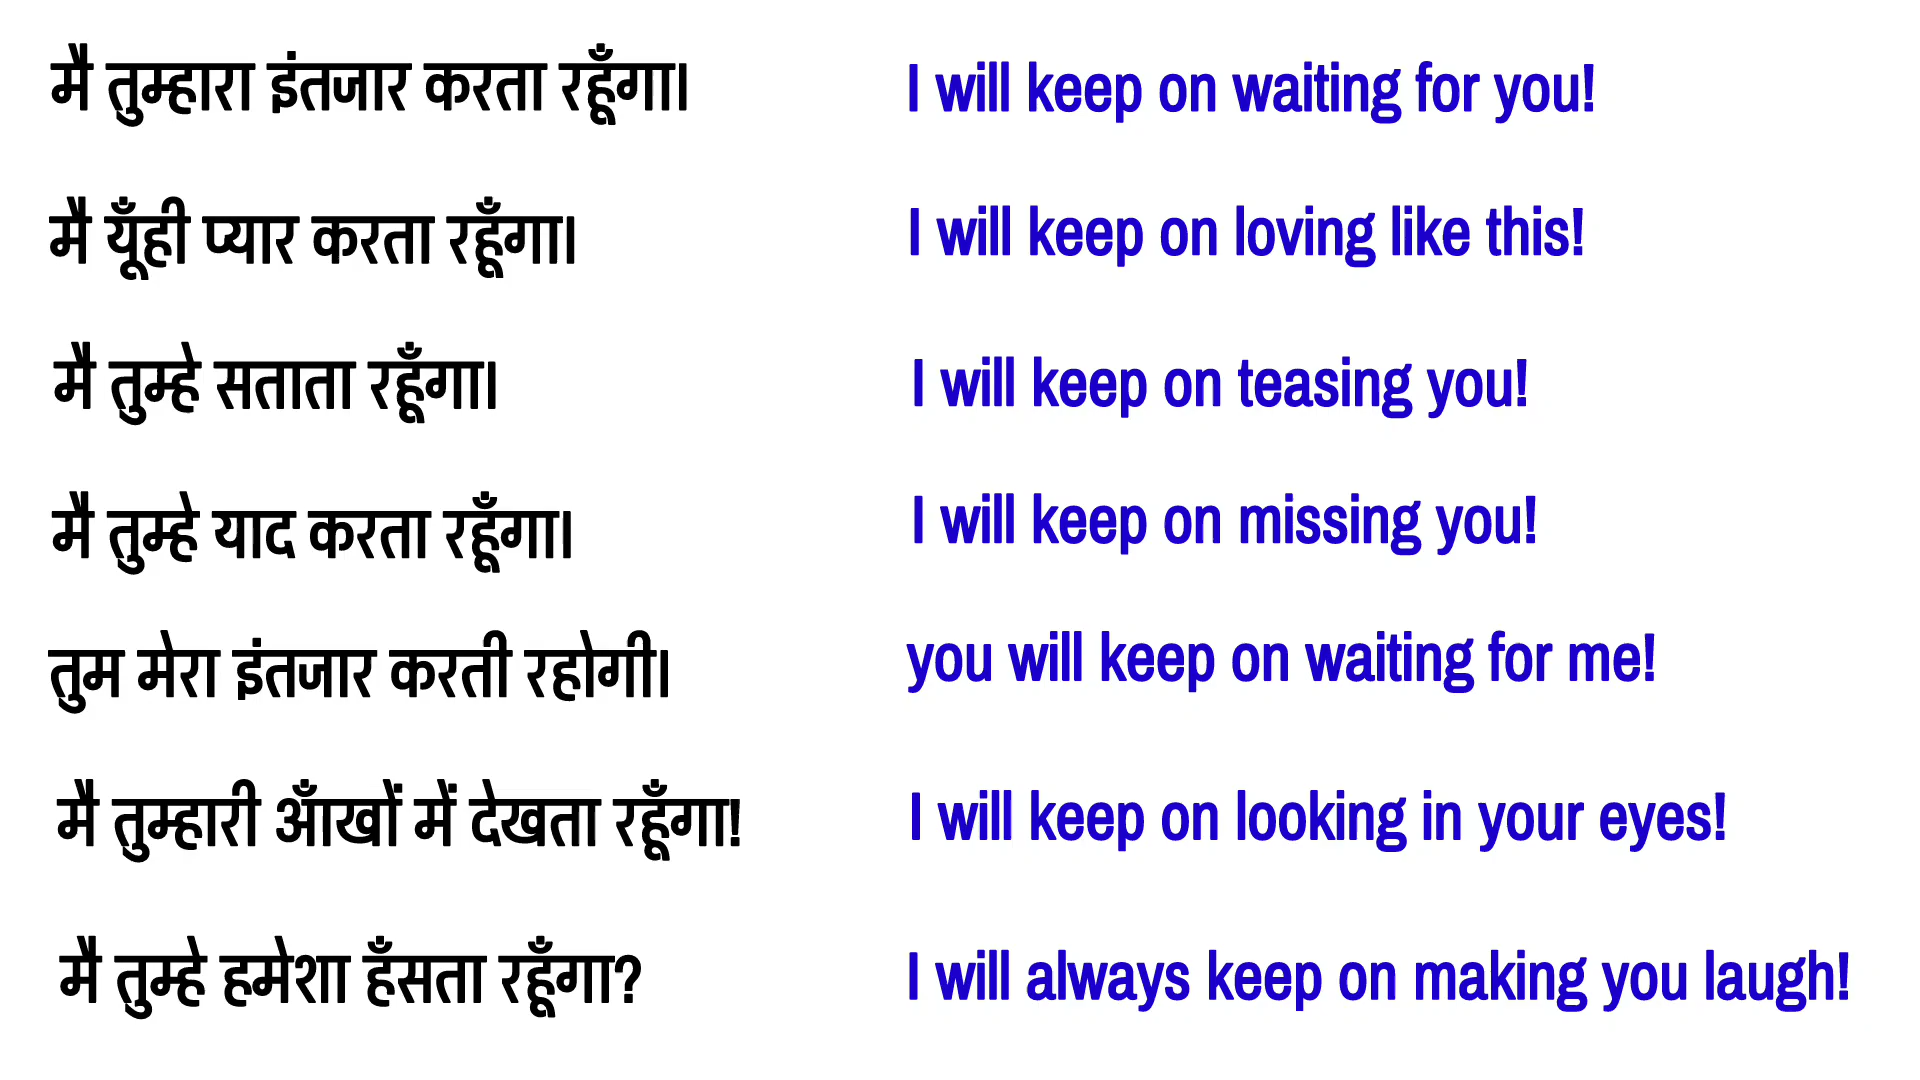 मै तुम्हारा इंतजार करता रहूँगा। I will keep on waiting for you!
मै यूँही प्यार करता रहूँगा। I will keep on loving like this!
मै तुम्हे सताता रहूँगा। I will keep on teasing you!
मै तुम्हे याद करता रहूँगा। I will keep on missing you!
तुम मेरा इंतजार करती रहोगी। you will keep on waiting for me!
मै तुम्हारी आँखों में देखता रहूँगा! I will keep on looking in your eyes!
मै तुम्हे हमेशा हँसता रहूँगा? I will always keep on making you laugh!